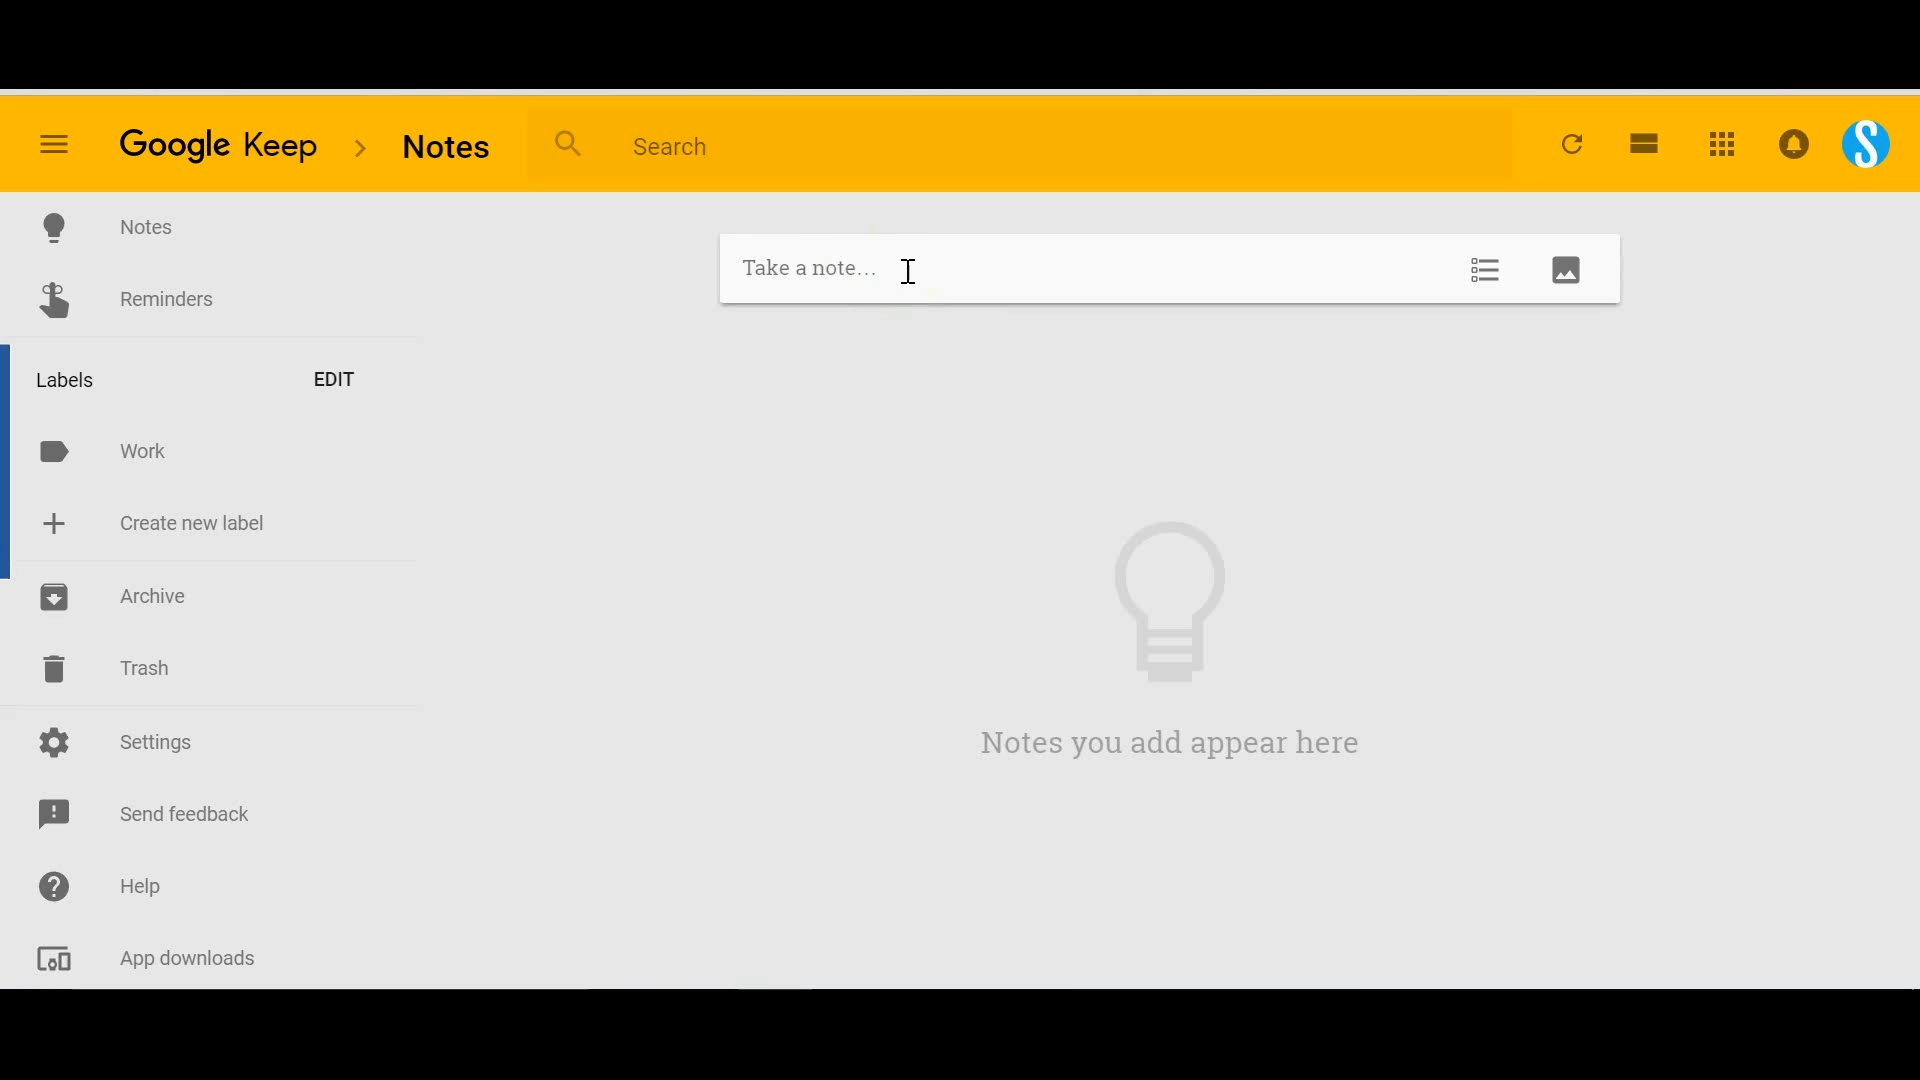 Google Keep > Notes
Search
S
Notes
Reminders
Labels EDIT
Work
Create new label
Archive
Trash
Settings
Send feedback
Help
App downloads
Take a note...
Notes you add appear here